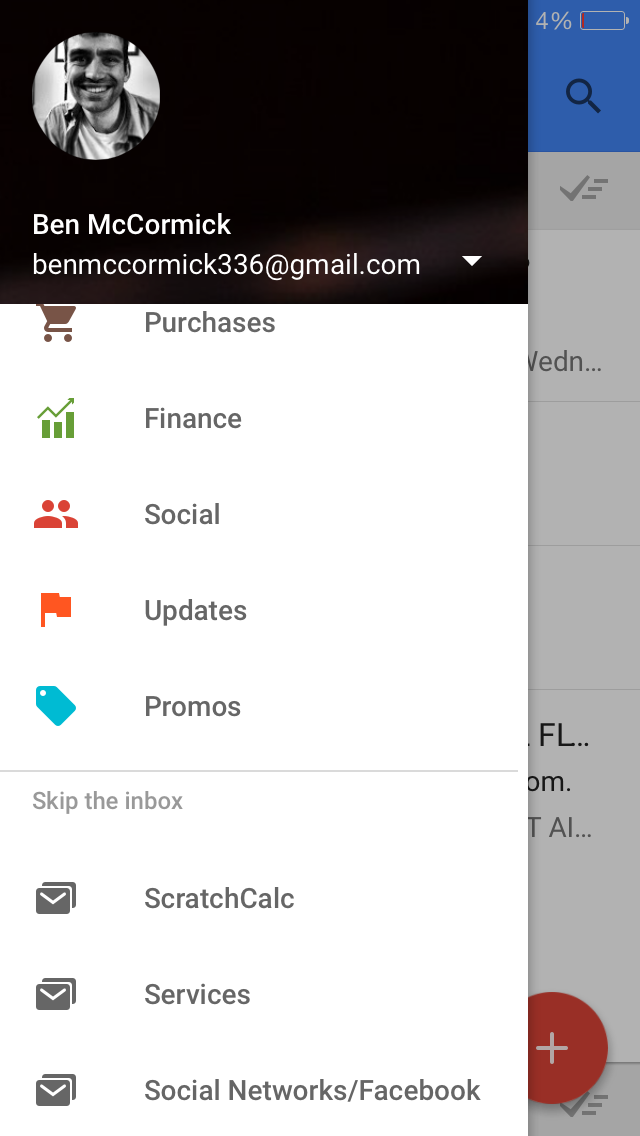 4%
Ben McCormick
benmccormick336@gmail.com
Purchases
Finance
Social
Wedn...
Updates
Promos
FL...
om.
Skip the inbox
T AI...
ScratchCalc
Services
Social Networks/Facebook